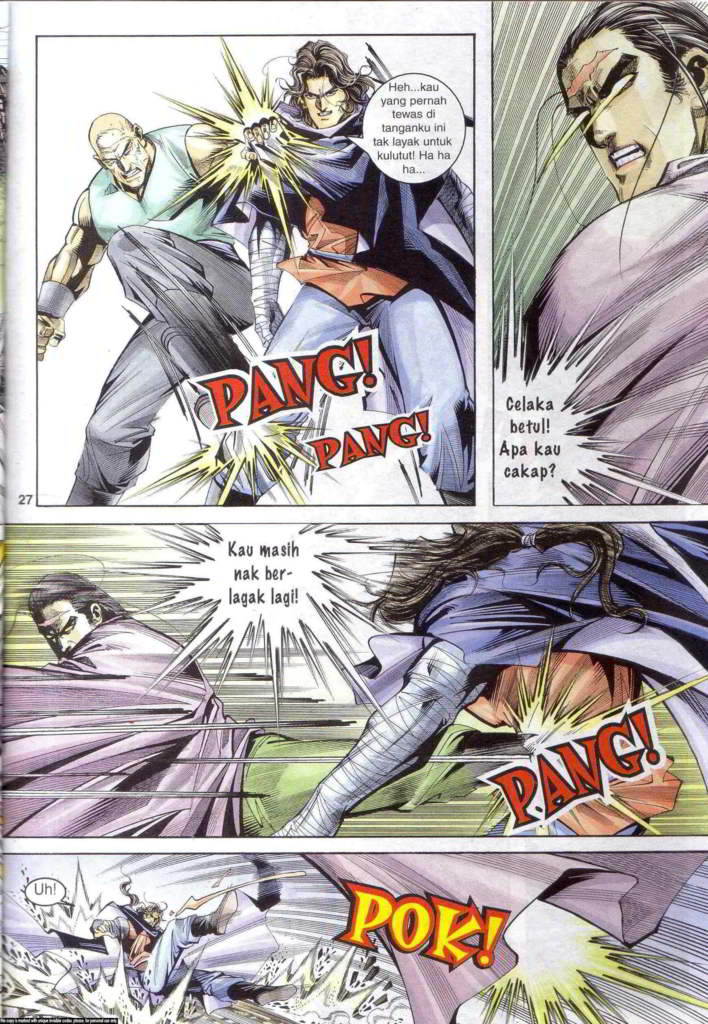 Heh...kau
yang pernah
tewas di
tanganku ini
tak layak untuk
kulutut! Ha ha
ha...
PANG!
PANG!
Celaka
betul!
Apa kau
cakap?
27
Kau masih
nak ber-
lagak lagi!
PANG!
Uh!
POK!